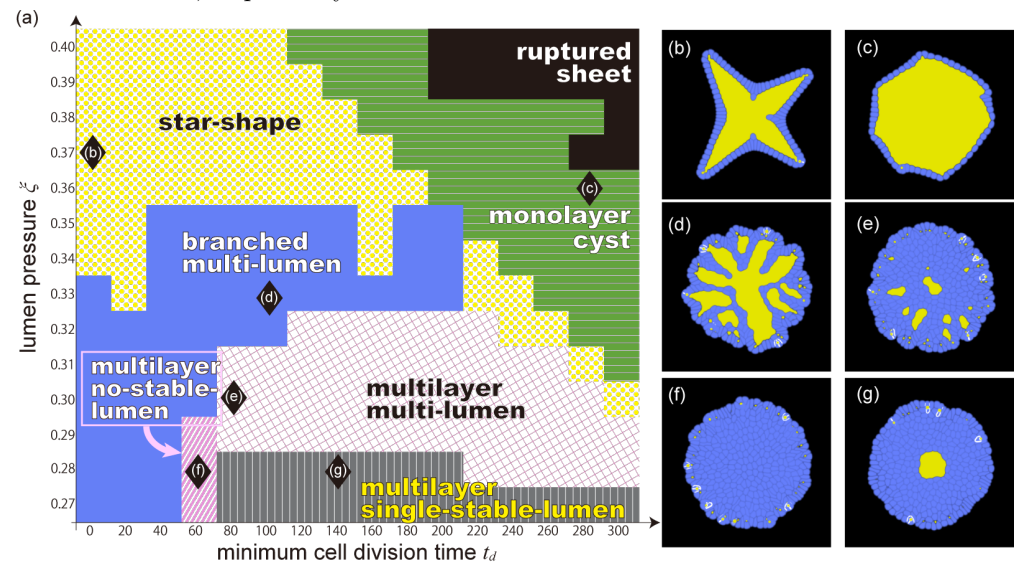 (a)
lumen pressure ξ
0.40
0.39
0.38
0.37
0.36
0.35
0.34
0.33
0.32
0.31
0.30
0.29
0.28
0.27
ruptured
sheet
star-shape
(b)
(c)
monolayer
cyst
branched
multi-lumen
(d)
multilayer
no-stable-
lumen
(e)
multilayer
multi-lumen
(f)
(g)
multilayer
single-stable-lumen
0 20 40 60 80 100 120 140 160 180 200 220 240 260 280 300
minimum cell division time t_d
(b)
(c)
(d)
(e)
(f)
(g)